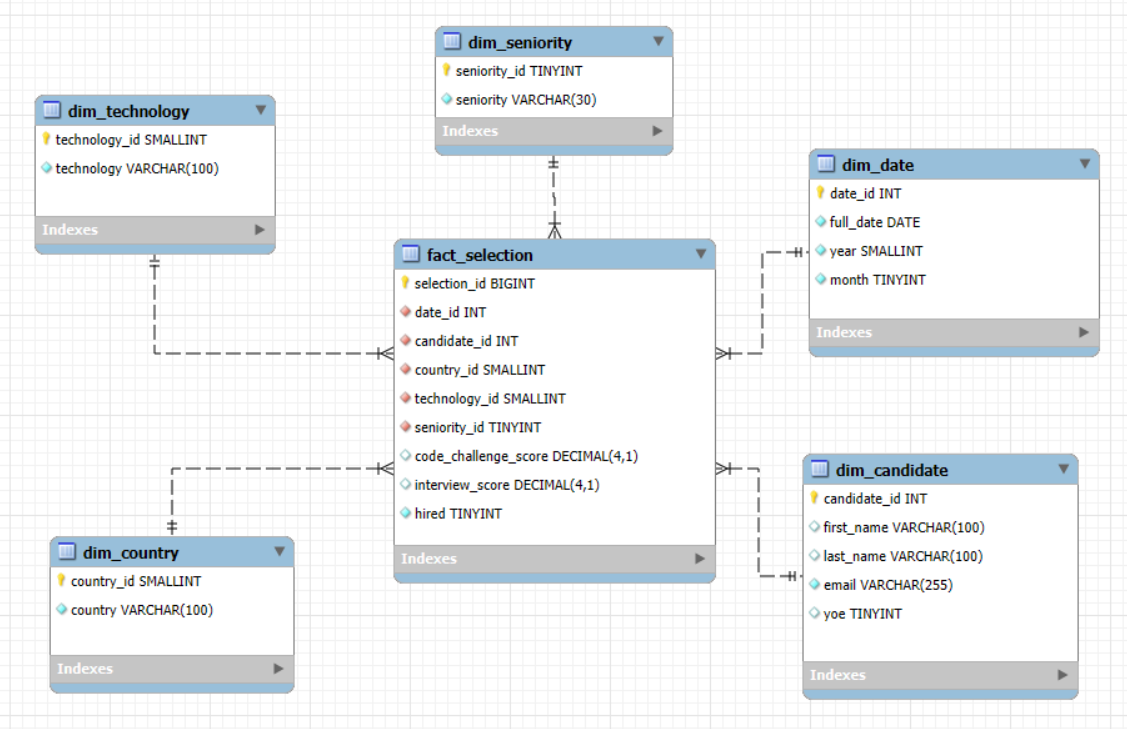 dim_seniority
seniority_id TINYINT
seniority VARCHAR(30)
Indexes
dim_technology
technology_id SMALLINT
technology VARCHAR(100)
Indexes
dim_date
date_id INT
full_date DATE
year SMALLINT
month TINYINT
Indexes
fact_selection
selection_id BIGINT
date_id INT
candidate_id INT
country_id SMALLINT
technology_id SMALLINT
seniority_id TINYINT
code_challenge_score DECIMAL(4,1)
interview_score DECIMAL(4,1)
hired TINYINT
Indexes
dim_country
country_id SMALLINT
country VARCHAR(100)
Indexes
dim_candidate
candidate_id INT
first_name VARCHAR(100)
last_name VARCHAR(100)
email VARCHAR(255)
yoe TINYINT
Indexes